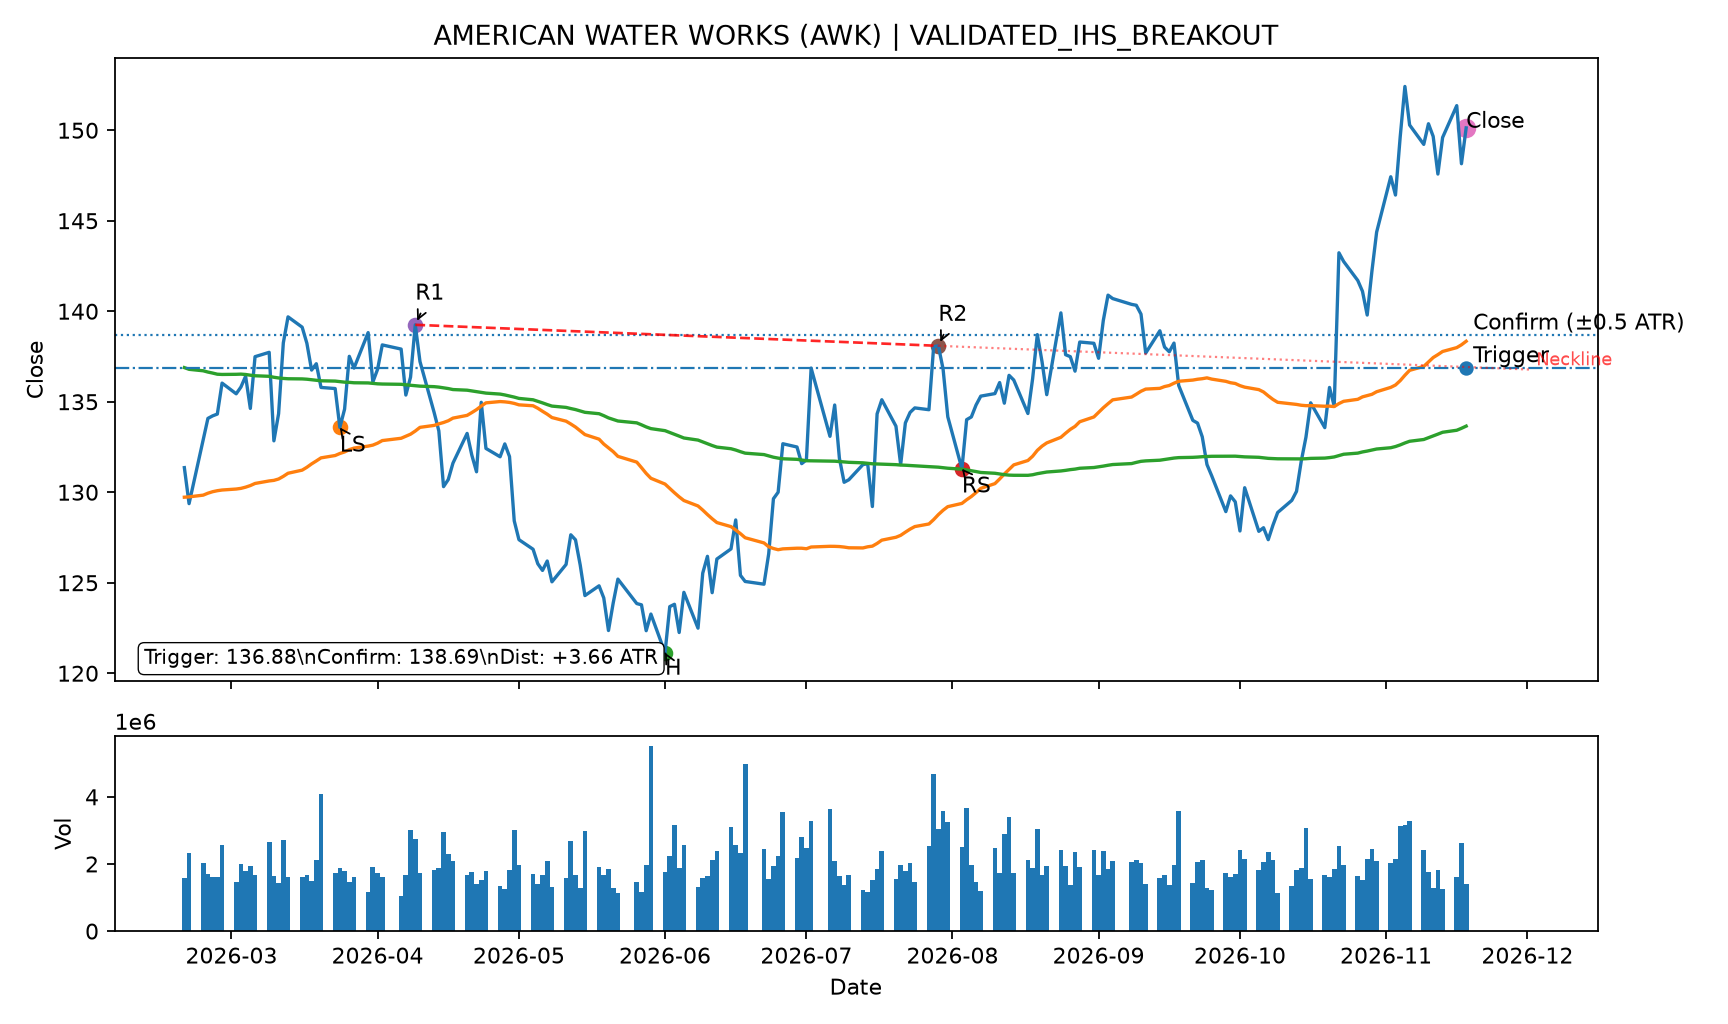 AMERICAN WATER WORKS (AWK) | VALIDATED_IHS_BREAKOUT
Close
150
145
140
135
130
125
120
R1
R2
LS
RS
H
Close
Confirm (±0.5 ATR)
Trigger
Neckline
Trigger: 136.88\nConfirm: 138.69\nDist: +3.66 ATR
1e6
Vol
4
2
0
2026-03
2026-04
2026-05
2026-06
2026-07
2026-08
2026-09
2026-10
2026-11
2026-12
Date